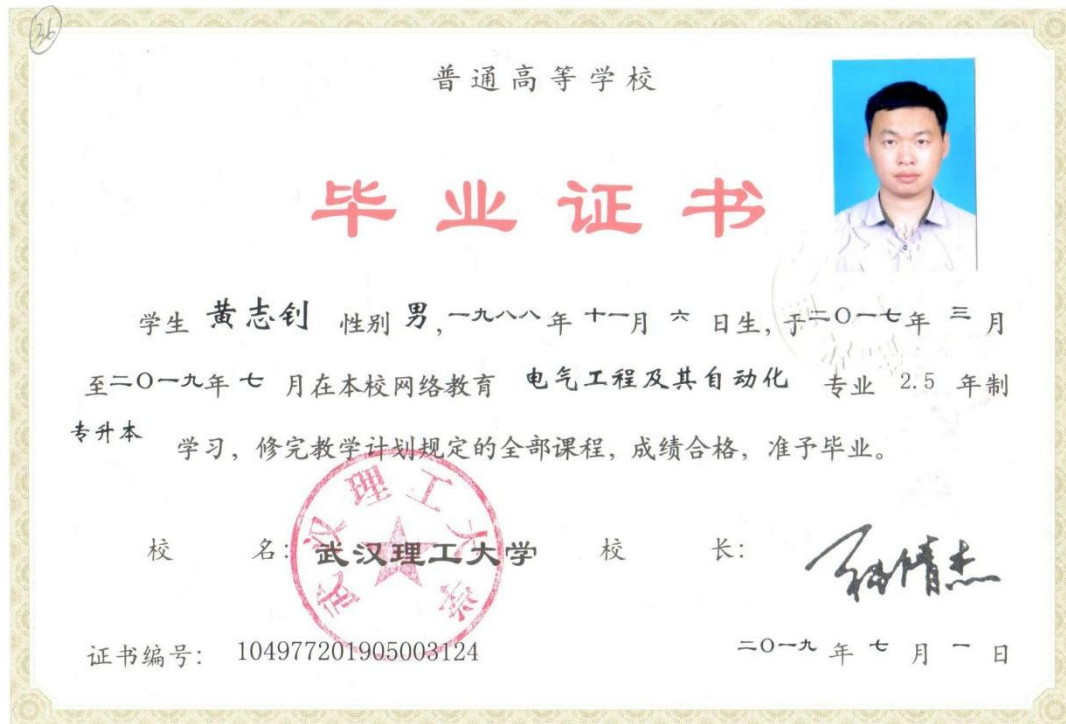 36
普通高等学校
毕业证书
学生 黄志钊 性别 男,一九八八年 十一月 六 日生,于二〇一七年 三 月
至二〇一九年 七 月在本校网络教育 电气工程及其自动化 专业 2.5 年制
专升本 学习，修完教学计划规定的全部课程，成绩合格，准予毕业。
武汉理工大学
校 名：武汉理工大学 校 长：
证书编号： 104977201905003124 二〇一九 年 七 月 一 日